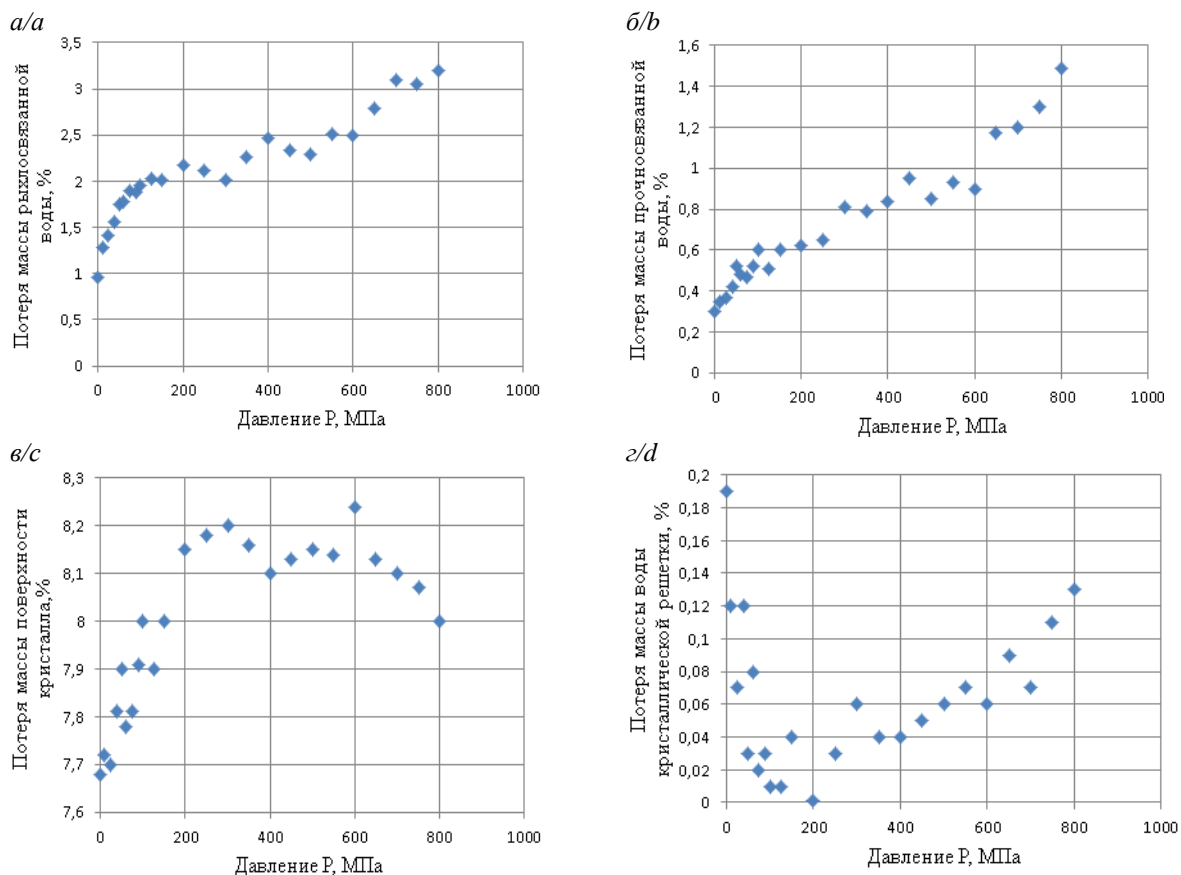 а/a
Потеря массы рыхлосвязанной
воды, %
3,5
3
2,5
2
1,5
1
0,5
0
0 200 400 600 800 1000
Давление Р, МПа
б/b
Потеря массы прочносвязанной
воды, %
1,6
1,4
1,2
1
0,8
0,6
0,4
0,2
0
0 200 400 600 800 1000
Давление Р, МПа
в/c
Потеря массы поверхности
кристалла,%
8,3
8,2
8,1
8
7,9
7,8
7,7
7,6
0 200 400 600 800 1000
Давление Р, МПа
г/d
Потеря массы воды
кристаллической решетки, %
0,2
0,18
0,16
0,14
0,12
0,1
0,08
0,06
0,04
0,02
0
0 200 400 600 800 1000
Давление Р, МПа